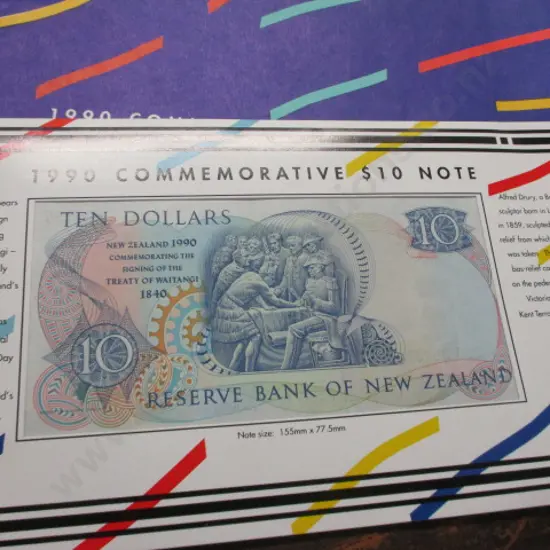 1990 COMMEMORATIVE $10 NOTE
TEN DOLLARS
10
NEW ZEALAND 1990
COMMEMORATING THE
SIGNING OF THE
TREATY OF WAITANGI
1840
10
RESERVE BANK OF NEW ZEALAND
Note size: 155mm x 77.5mm
Alfred Drury, a
sculptor born in
in 1859, sculpted
relief from which
was taken.
bas-relief
on the
Victoria
Kent